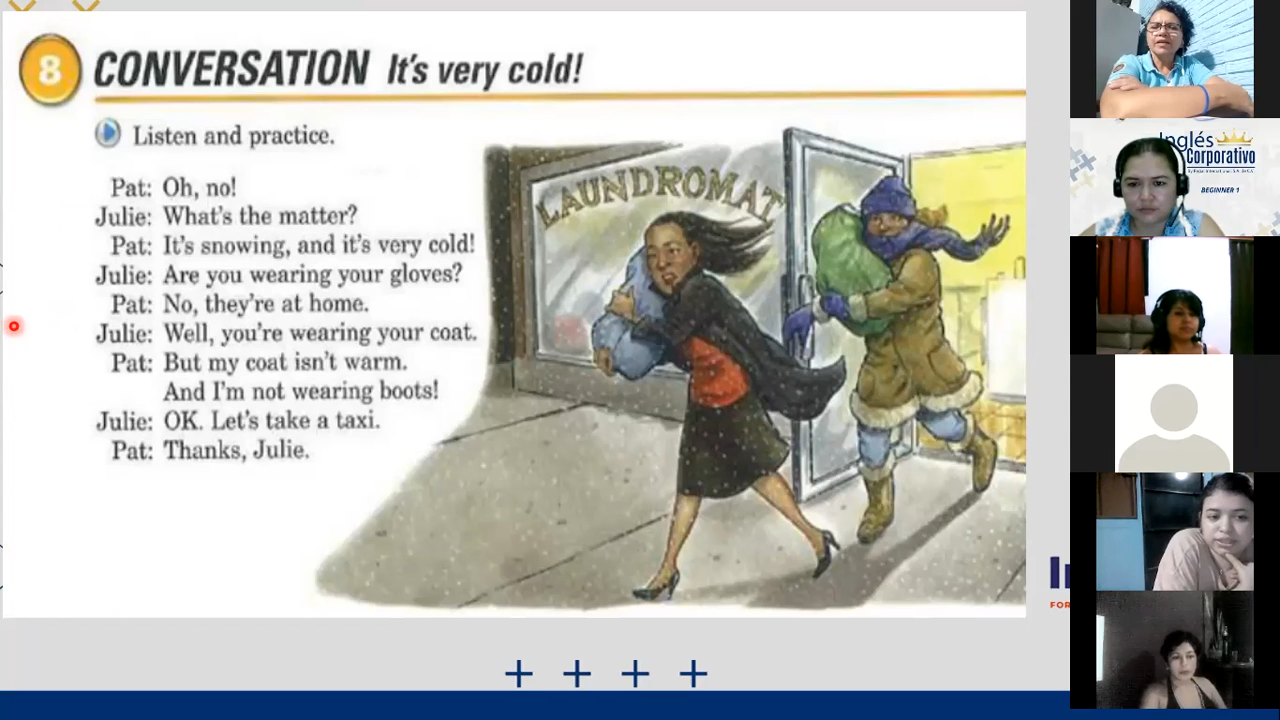 8 CONVERSATION It's very cold!
Listen and practice.
Pat: Oh, no!
Julie: What's the matter?
Pat: It's snowing, and it's very cold!
Julie: Are you wearing your gloves?
Pat: No, they're at home.
Julie: Well, you're wearing your coat.
Pat: But my coat isn't warm.
And I'm not wearing boots!
Julie: OK. Let's take a taxi.
Pat: Thanks, Julie.
LAUNDROMAT
Inglés
Corporativo
BEGINNER 1
In
FOR